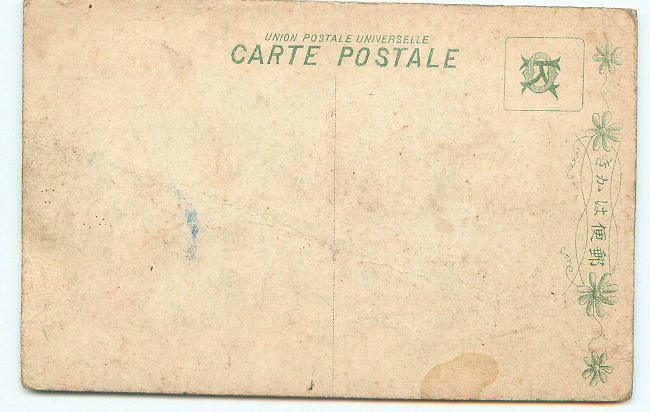 UNION POSTALE UNIVERSELLE
CARTE POSTALE
郵便はかき